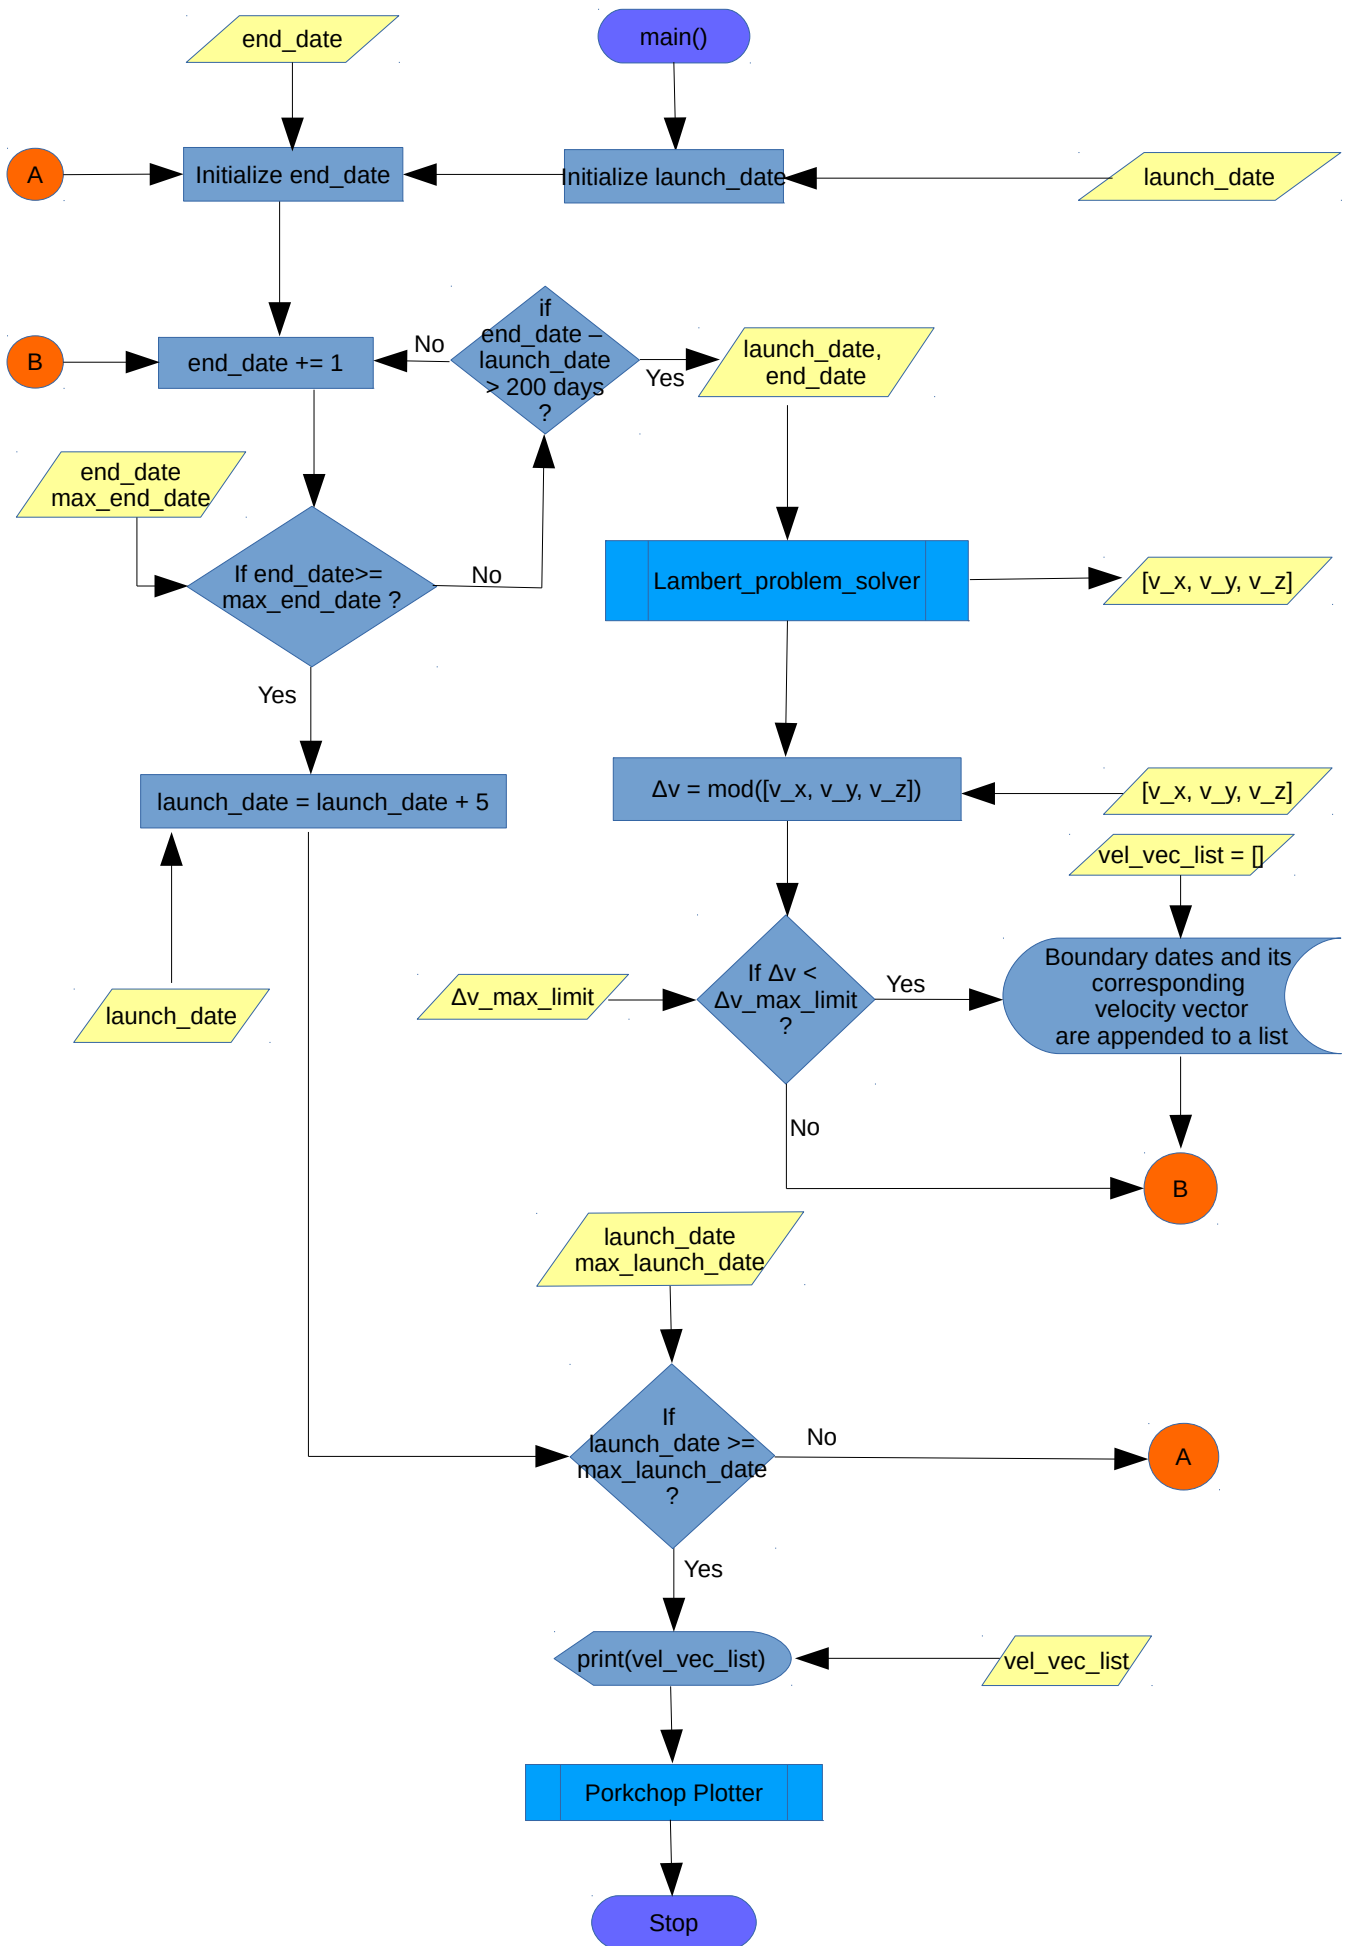 end_date
main()
A
Initialize end_date
Initialize launch_date
launch_date
B
end_date += 1
No
if
end_date –
launch_date
> 200 days
?
Yes
launch_date,
end_date
end_date
max_end_date
If end_date>=
max_end_date ?
No
Lambert_problem_solver
[v_x, v_y, v_z]
Yes
launch_date = launch_date + 5
Δv = mod([v_x, v_y, v_z])
[v_x, v_y, v_z]
vel_vec_list = []
launch_date
Δv_max_limit
If Δv <
Δv_max_limit
?
Yes
Boundary dates and its
corresponding
velocity vector
are appended to a list
No
B
launch_date
max_launch_date
If
launch_date >=
max_launch_date
?
No
A
Yes
print(vel_vec_list)
vel_vec_list
Porkchop Plotter
Stop